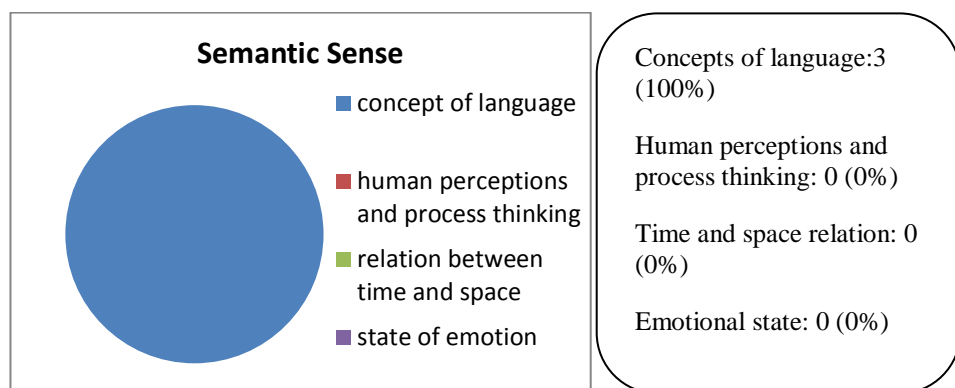 Semantic Sense
concept of language
human perceptions
and process thinking
relation between
time and space
state of emotion
Concepts of language:3
(100%)
Human perceptions and
process thinking: 0 (0%)
Time and space relation: 0
(0%)
Emotional state: 0 (0%)